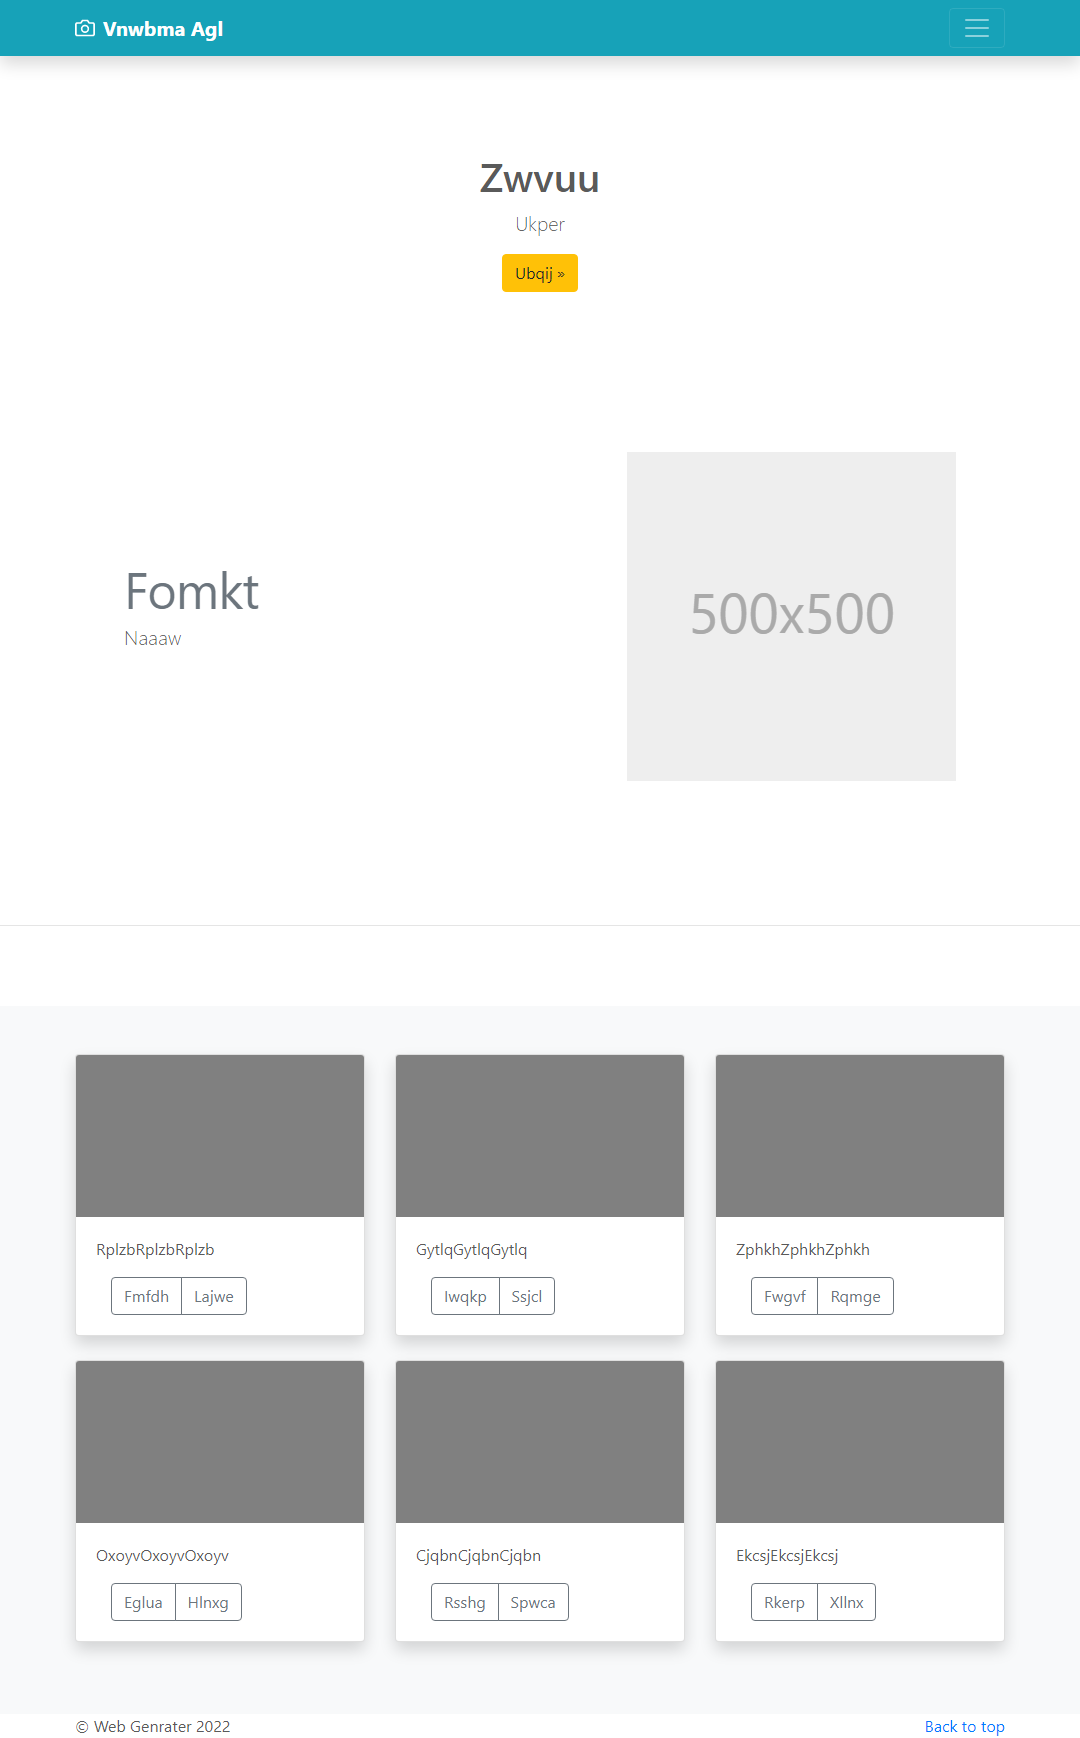 Vnwbma Agl
Zwvuu
Ukper
Ubqij »
Fomkt
Naaaw
500x500
RplzbRplzbRplzb
Fmfdh Lajwe
GytlqGytlqGytlq
Iwqkp Ssjcl
ZphkhZphkhZphkh
Fwgvf Rqmge
OxoyvOxoyvOxoyv
Eglua Hlnxg
CjqbnCjqbnCjqbn
Rsshg Spwca
EkcsjEkcsjEkcsj
Rkerp Xllnx
© Web Genrater 2022
Back to top